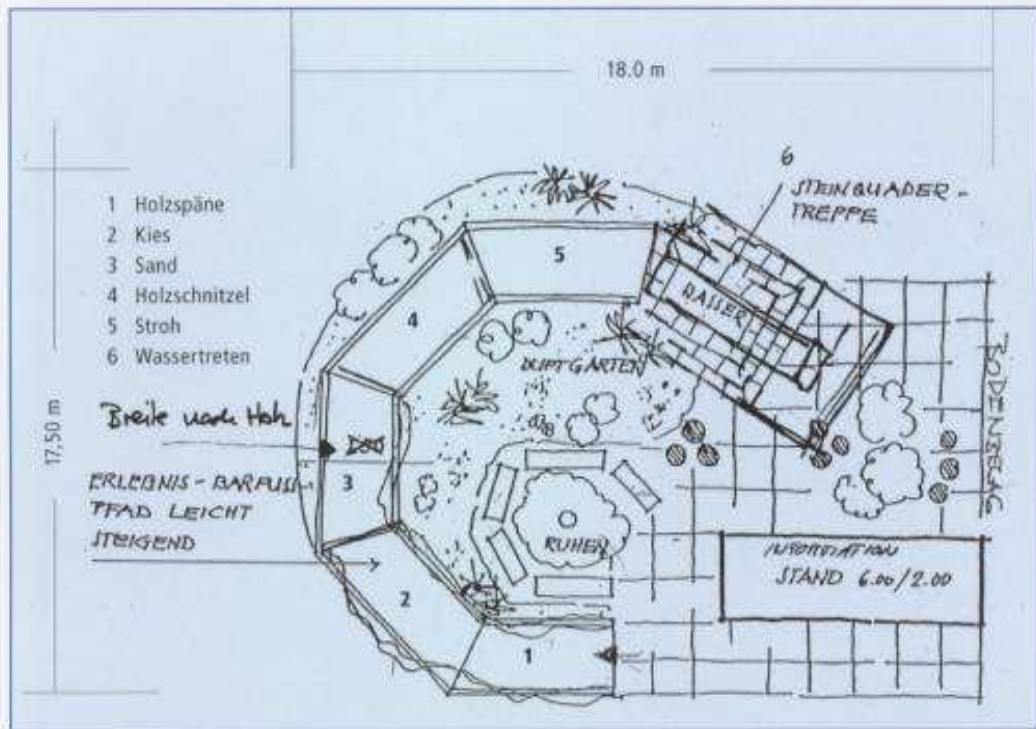 18.0 m
17,50 m
1 Holzspäne
2 Kies
3 Sand
4 Holzschnitzel
5 Stroh
6 Wassertreten
6
STEINQUADER-
TREPPE
5
WASSER
4
DUFTGARTEN
BODENBELAG
Breite nach Holz
3
ERLEBNIS-BARFUSS-
PFAD LEICHT
STEIGEND
RUHEN
INFORMATION
STAND 6.00/2.00
2
1